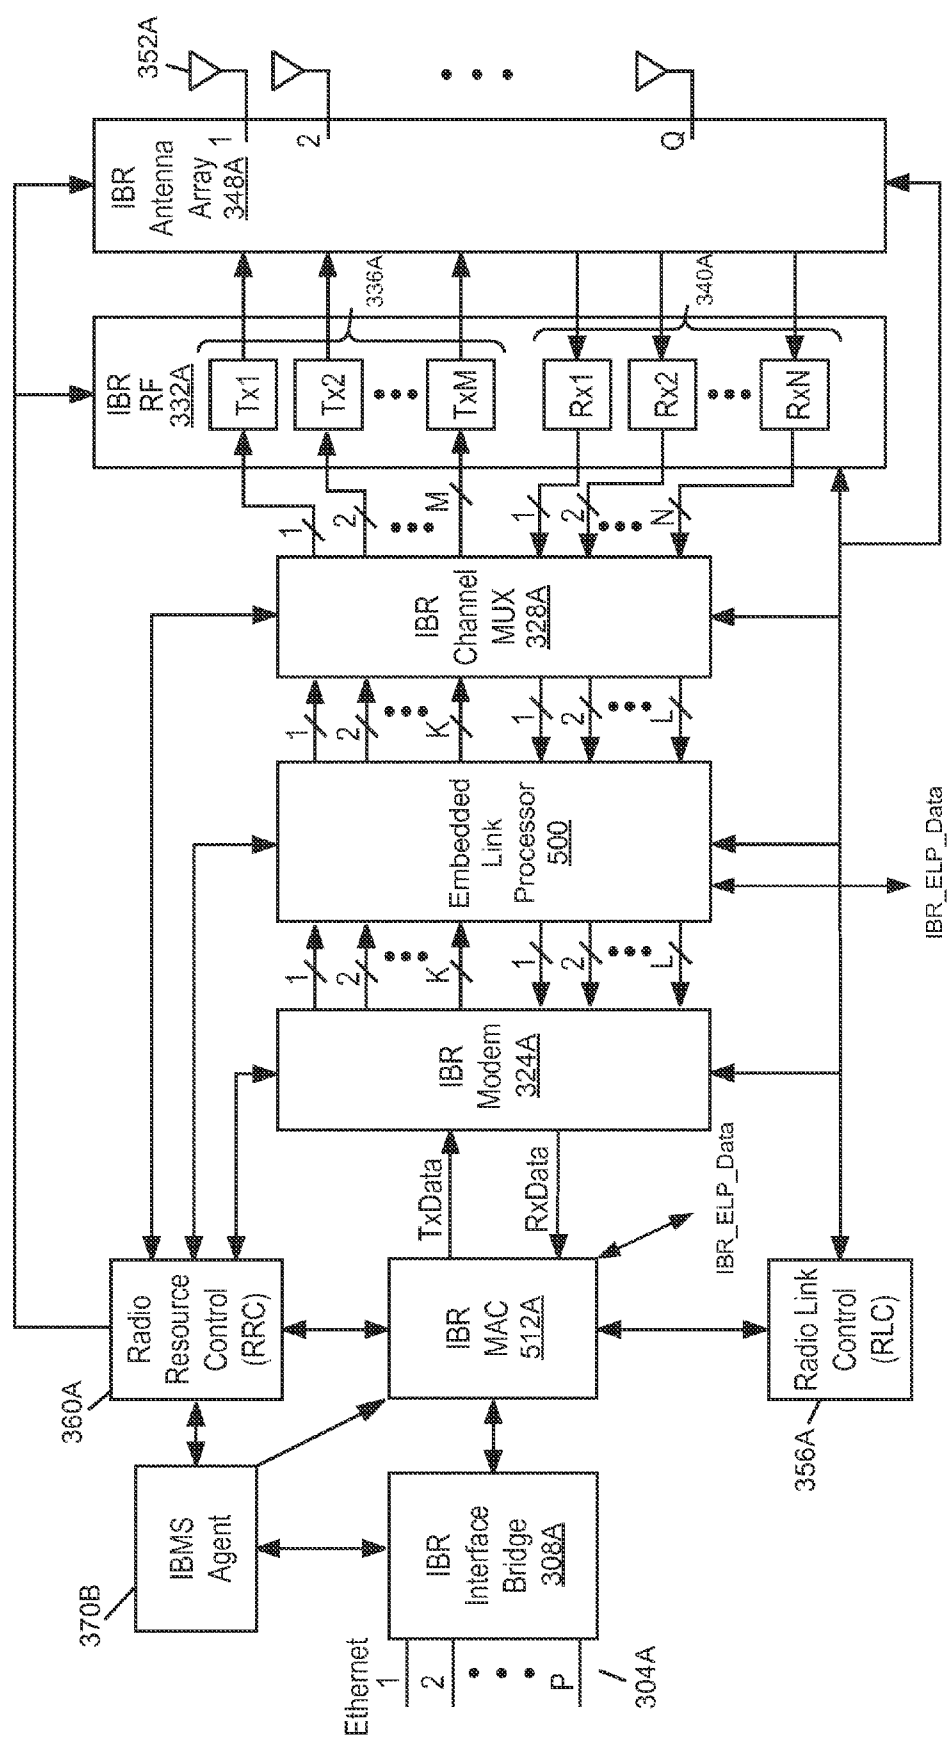 Ethernet
1
2
P
304A
370B
IBMS
Agent
IBR
Interface
Bridge
308A
360A
Radio
Resource
Control
(RRC)
IBR
MAC
512A
IBR_ELP_Data
Radio Link
Control
(RLC)
356A
TxData
RxData
IBR
Modem
324A
1
2
K
1
2
L
Embedded
Link
Processor
500
IBR_ELP_Data
1
2
K
1
2
L
IBR
Channel
MUX
328A
1
2
M
1
2
N
IBR
RF
332A
Tx1
Tx2
TxM
Rx1
Rx2
RxN
336A
340A
IBR
Antenna
Array
348A
1
2
Q
352A